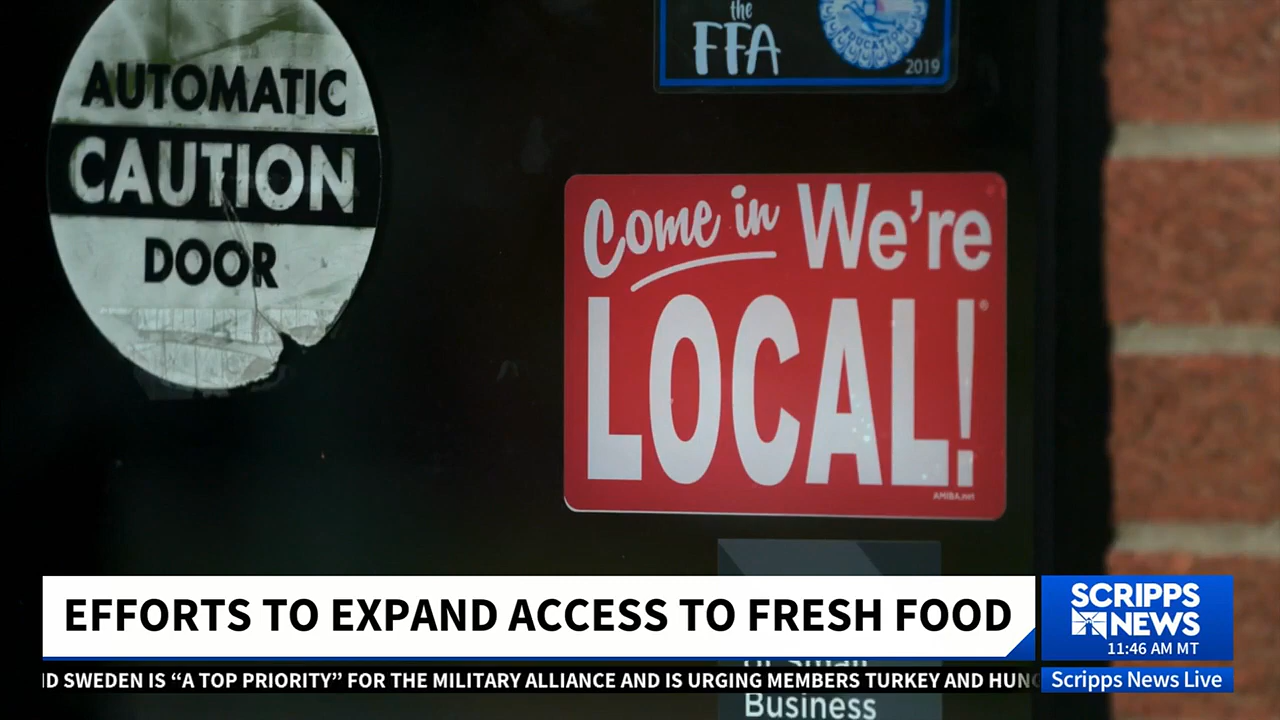 AUTOMATIC
CAUTION
DOOR
the
FFA
EDUCATION
2019
Come in We're
LOCAL!
®
AMIBA.net
EFFORTS TO EXPAND ACCESS TO FRESH FOOD
SCRIPPS
NEWS
11:46 AM MT
Business
SWEDEN IS “A TOP PRIORITY” FOR THE MILITARY ALLIANCE AND IS URGING MEMBERS TURKEY AND
Scripps News Live